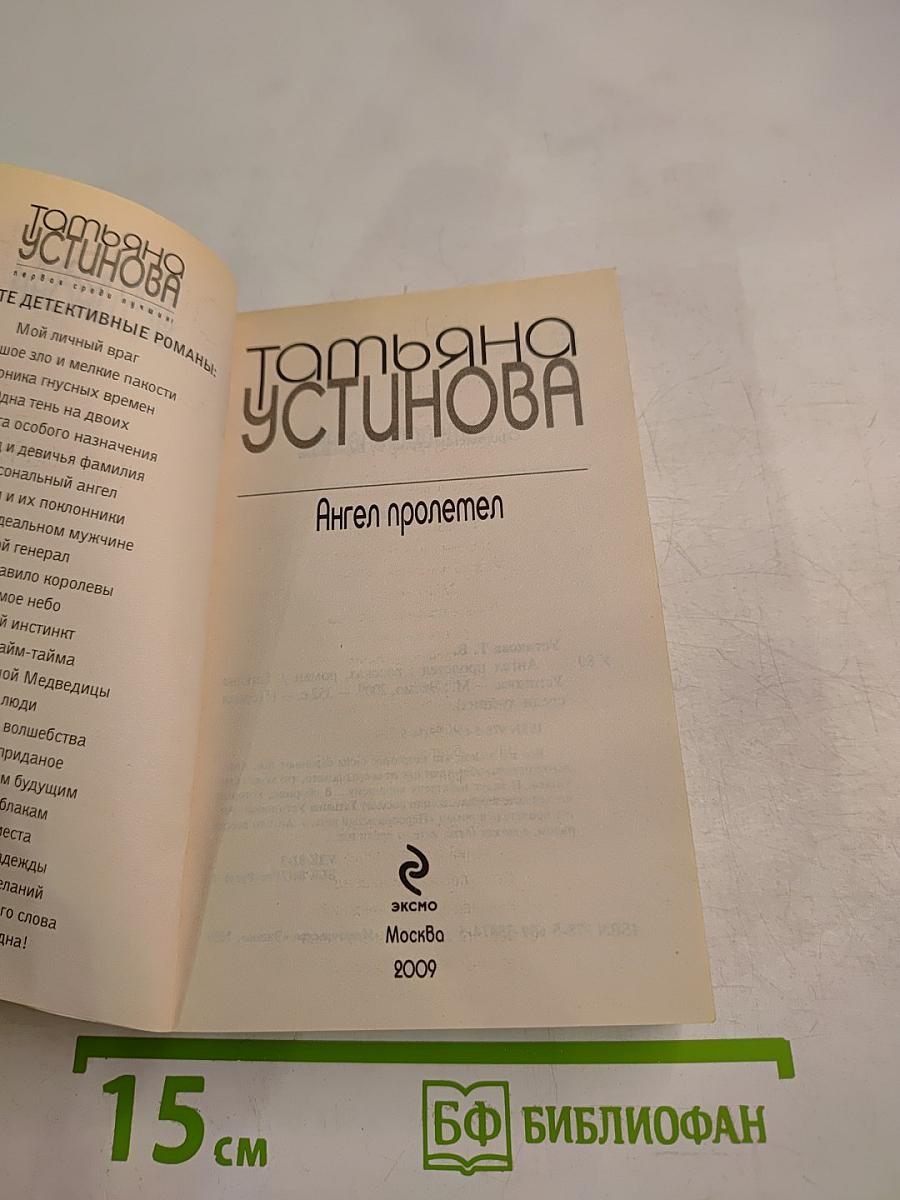 Татьяна
УСТИНОВА
первая среди лучших
ТЕ ДЕТЕКТИВНЫЕ РОМАНЫ:
Мой личный враг
шое зло и мелкие пакости
оника гнусных времен
дна тень на двоих
та особого назначения
и девичья фамилия
сональный ангел
и их поклонники
деальном мужчине
ой генерал
авило королевы
мое небо
й инстинкт
айм-тайма
ной Медведицы
люди
волшебства
приданое
м будущим
блакам
места
адежды
еланий
го слова
дна!
Татьяна
УСТИНОВА
Ангел пролетел
ЭКСМО
Москва
2009
15 см
БФ БИБЛИОФАН